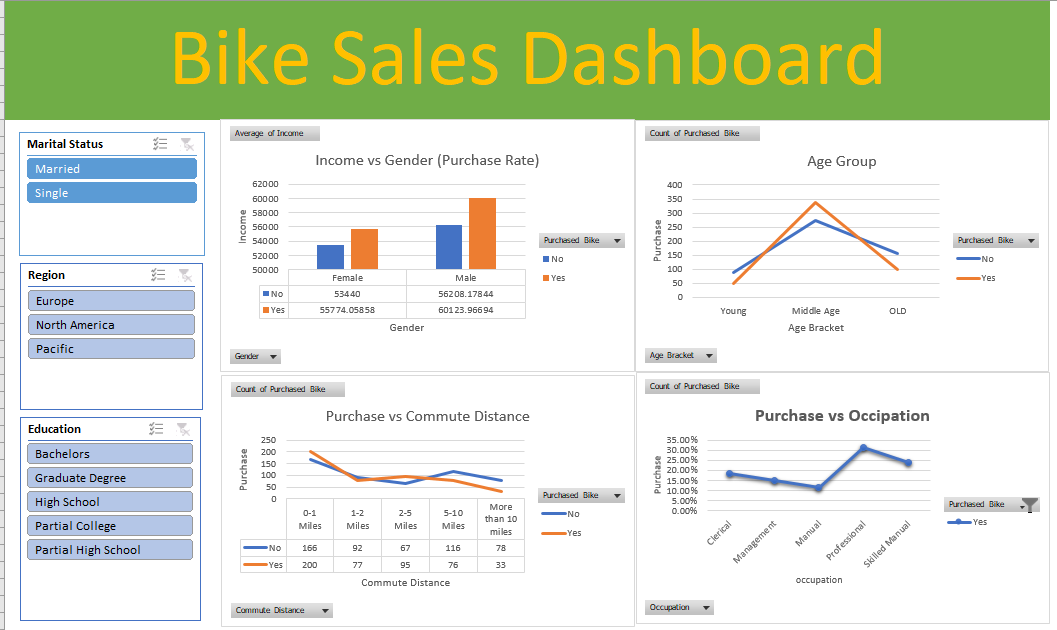 Bike Sales Dashboard
Marital Status
Married
Single
Region
Europe
North America
Pacific
Education
Bachelors
Graduate Degree
High School
Partial College
Partial High School
Average of Income
Income vs Gender (Purchase Rate)
Income
62000
60000
58000
56000
54000
52000
50000
Female Male
No 53440 56208.17844
Yes 55774.05858 60123.96694
Gender
Purchased Bike
No
Yes
Gender
Count of Purchased Bike
Age Group
Purchase
400
350
300
250
200
150
100
50
0
Young Middle Age OLD
Age Bracket
Purchased Bike
No
Yes
Age Bracket
Count of Purchased Bike
Purchase vs Commute Distance
Purchase
250
200
150
100
50
0
0-1 Miles 1-2 Miles 2-5 Miles 5-10 Miles More than 10 miles
No 166 92 67 116 78
Yes 200 77 95 76 33
Commute Distance
Purchased Bike
No
Yes
Commute Distance
Count of Purchased Bike
Purchase vs Occipation
Purchase
35.00%
30.00%
25.00%
20.00%
15.00%
10.00%
5.00%
0.00%
Clerical Management Manual Professional Skilled Manual
occupation
Purchased Bike
Yes
Occupation